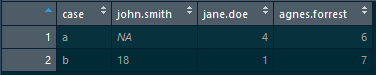 case john.smith jane.doe agnes.forrest
1 a NA 4 6
2 b 18 1 7